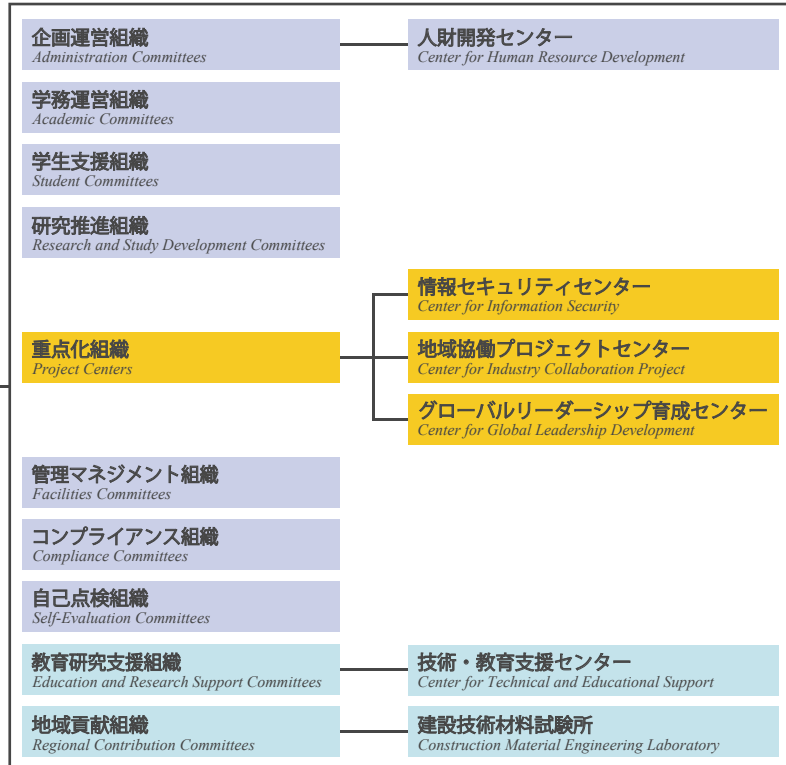 企画運営組織
Administration Committees
人財開発センター
Center for Human Resource Development
学務運営組織
Academic Committees
学生支援組織
Student Committees
研究推進組織
Research and Study Development Committees
情報セキュリティセンター
Center for Information Security
重点化組織
Project Centers
地域協働プロジェクトセンター
Center for Industry Collaboration Project
グローバルリーダーシップ育成センター
Center for Global Leadership Development
管理マネジメント組織
Facilities Committees
コンプライアンス組織
Compliance Committees
自己点検組織
Self-Evaluation Committees
教育研究支援組織
Education and Research Support Committees
技術・教育支援センター
Center for Technical and Educational Support
地域貢献組織
Regional Contribution Committees
建設技術材料試験所
Construction Material Engineering Laboratory